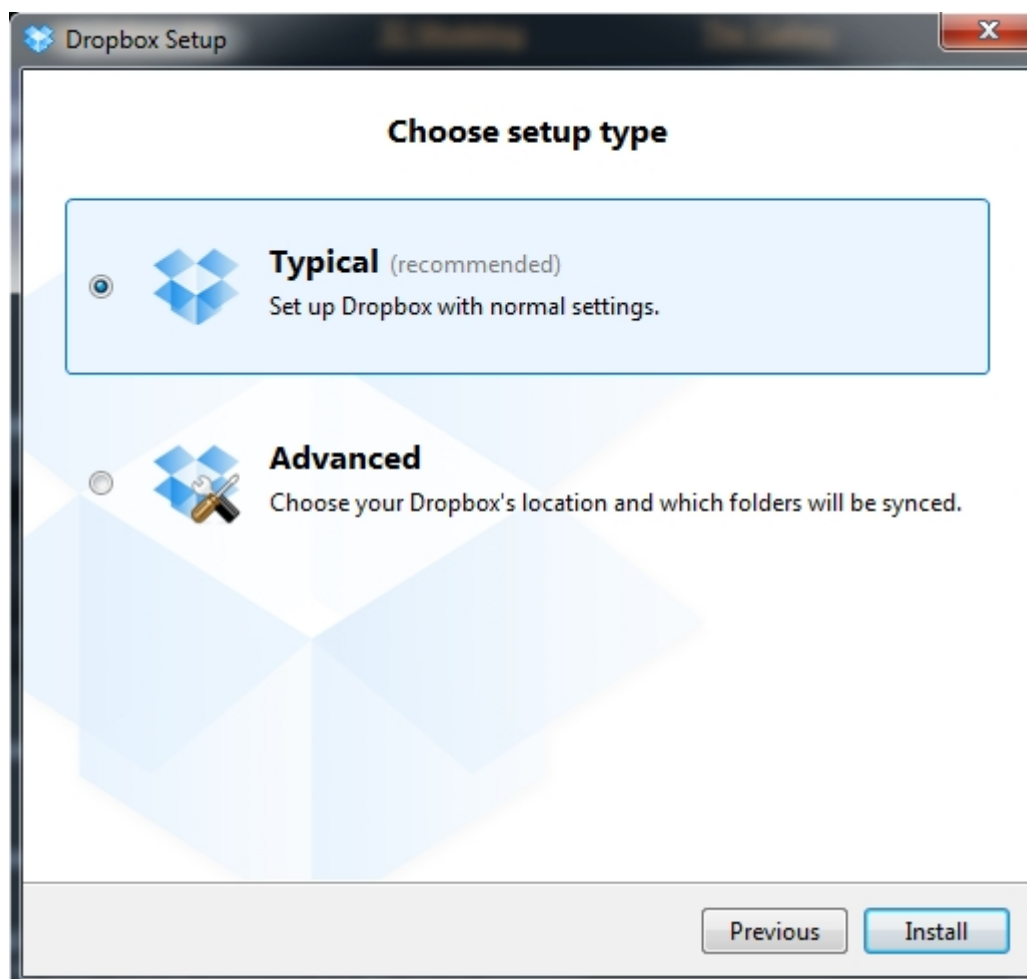 Dropbox Setup
Choose setup type
Typical (recommended)
Set up Dropbox with normal settings.
Advanced
Choose your Dropbox's location and which folders will be synced.
Previous Install